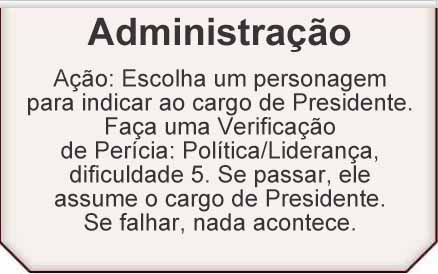 Administração
Ação: Escolha um personagem
para indicar ao cargo de Presidente.
Faça uma Verificação
de Perícia: Política/Liderança,
dificuldade 5. Se passar, ele
assume o cargo de Presidente.
Se falhar, nada acontece.